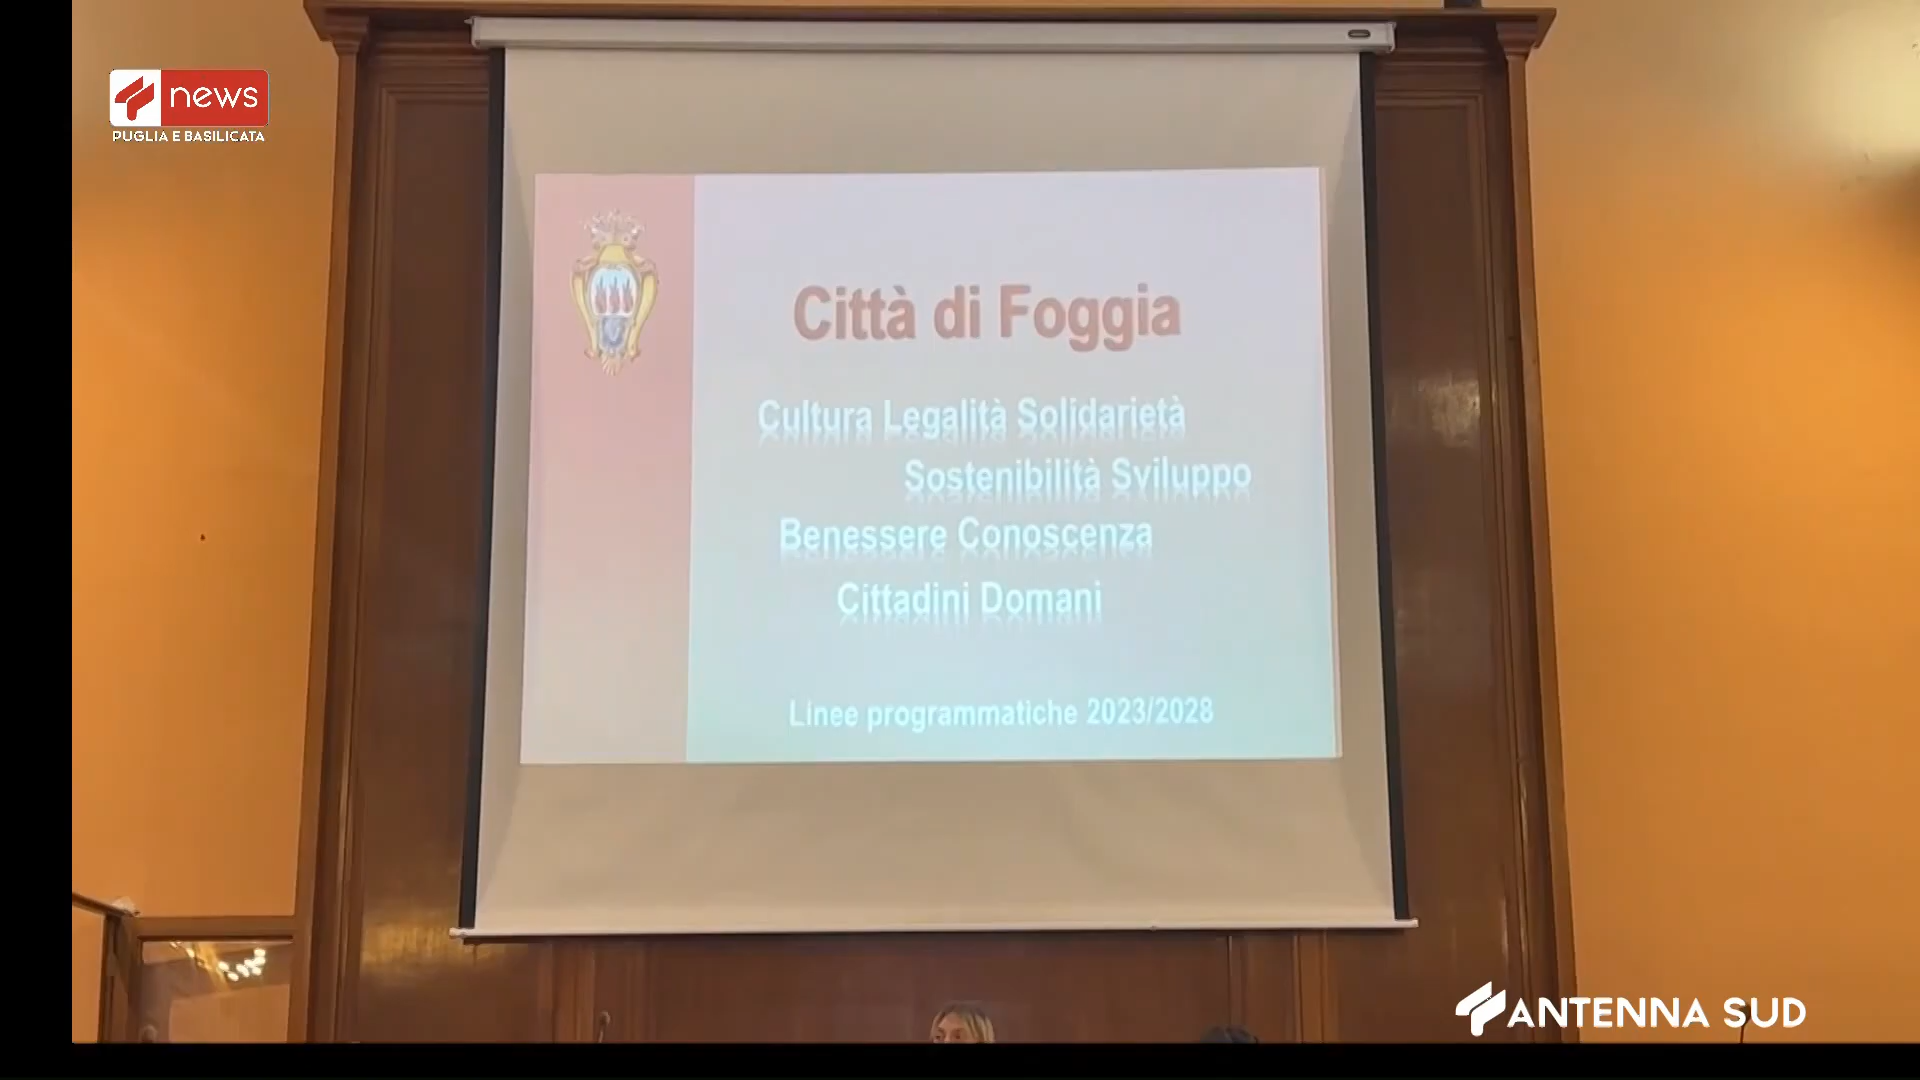 news
PUGLIA E BASILICATA
Città di Foggia
Cultura Legalità Solidarietà
Sostenibilità Sviluppo
Benessere Conoscenza
Cittadini Domani
Linee programmatiche 2023/2028
ANTENNA SUD